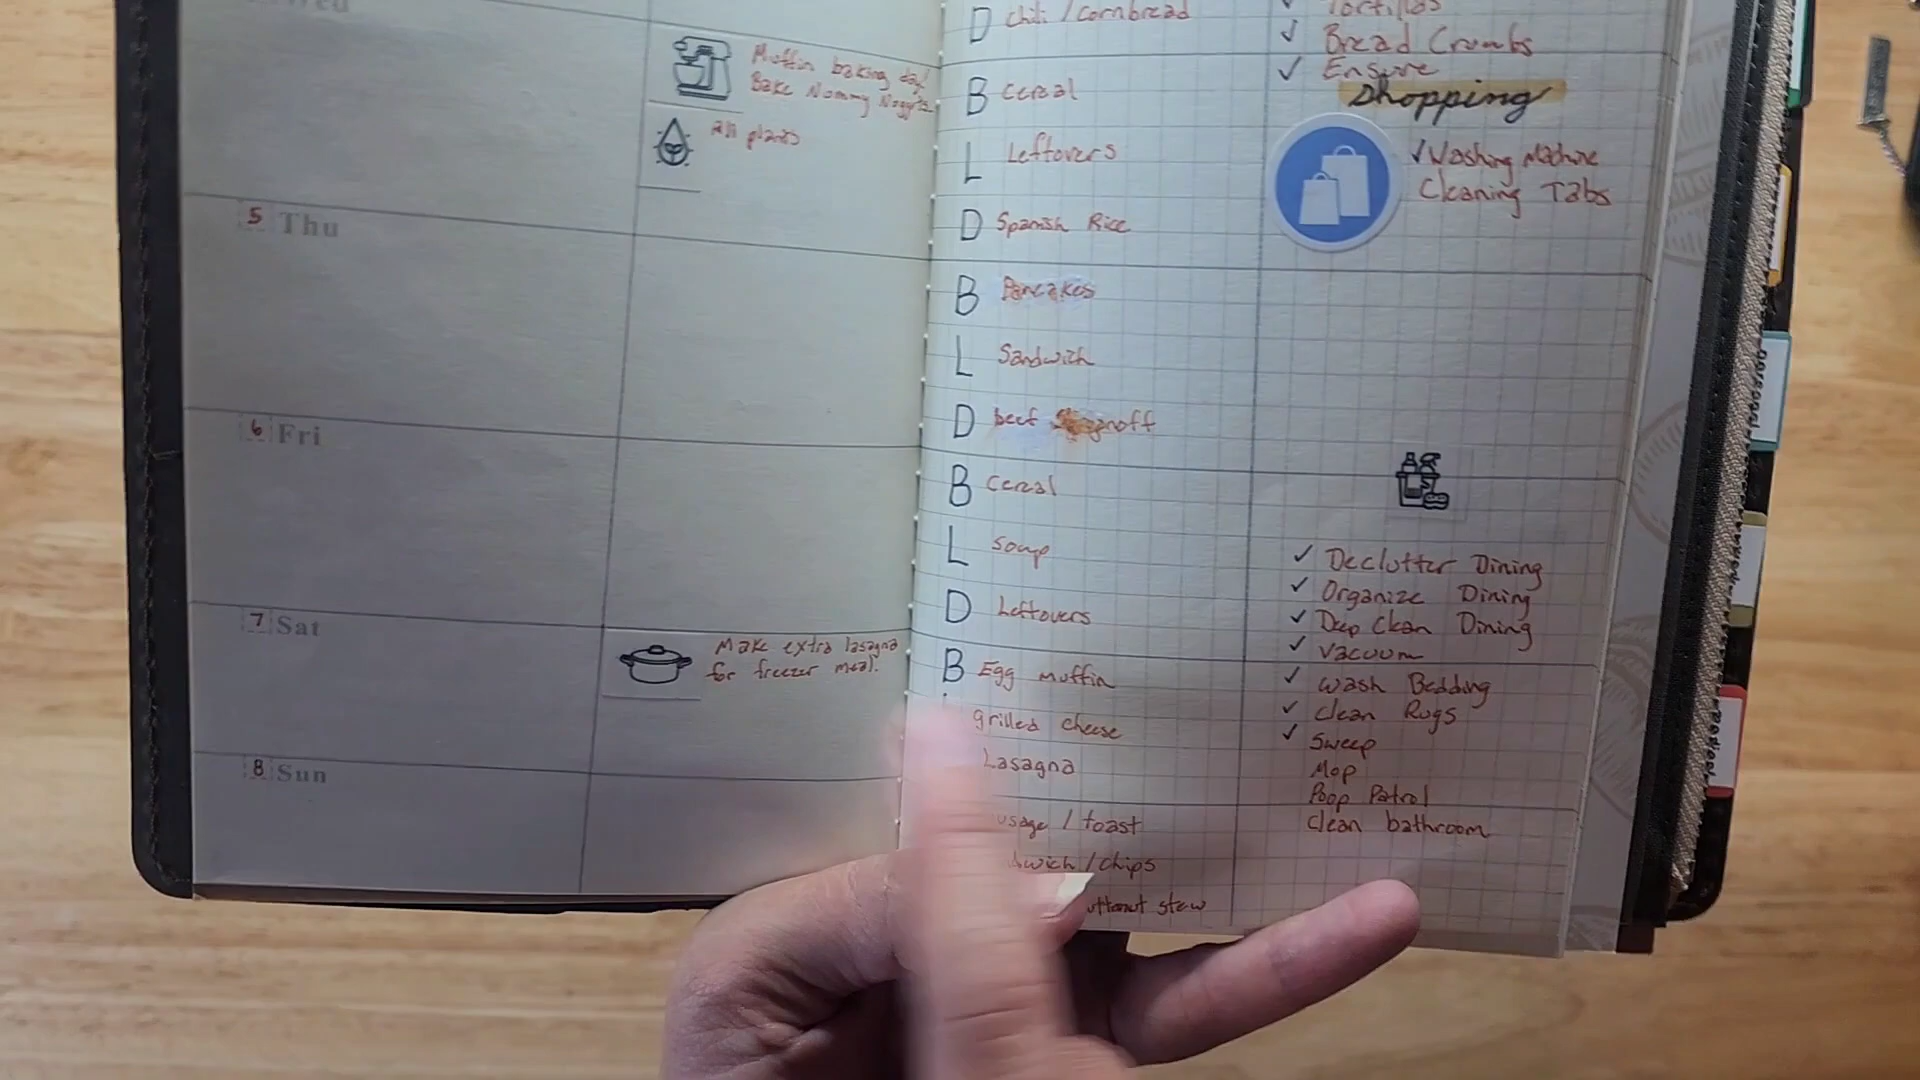 Wed
Muffin baking day!
Bake Nommy
all plants
5 Thu
6 Fri
7 Sat
Make extra lasagna
for freezer meal.
8 Sun
D Chili / Cornbread
B Cereal
L Leftovers
D Spanish Rice
B Pancakes
L Sandwich
D beef
B Cereal
L Soup
D Leftovers
B Egg muffin
grilled cheese
Lasagna
/ toast
/ chips
stew
✓ Tortillas
✓ Bread Crumbs
✓ Ensure
Shopping
✓ Washing Machine
Cleaning Tabs
✓ Declutter Dining
✓ Organize Dining
✓ Deep Clean Dining
✓ Vacuum
✓ Wash Bedding
✓ Clean Rugs
✓ Sweep
Mop
Poop Patrol
Clean bathroom